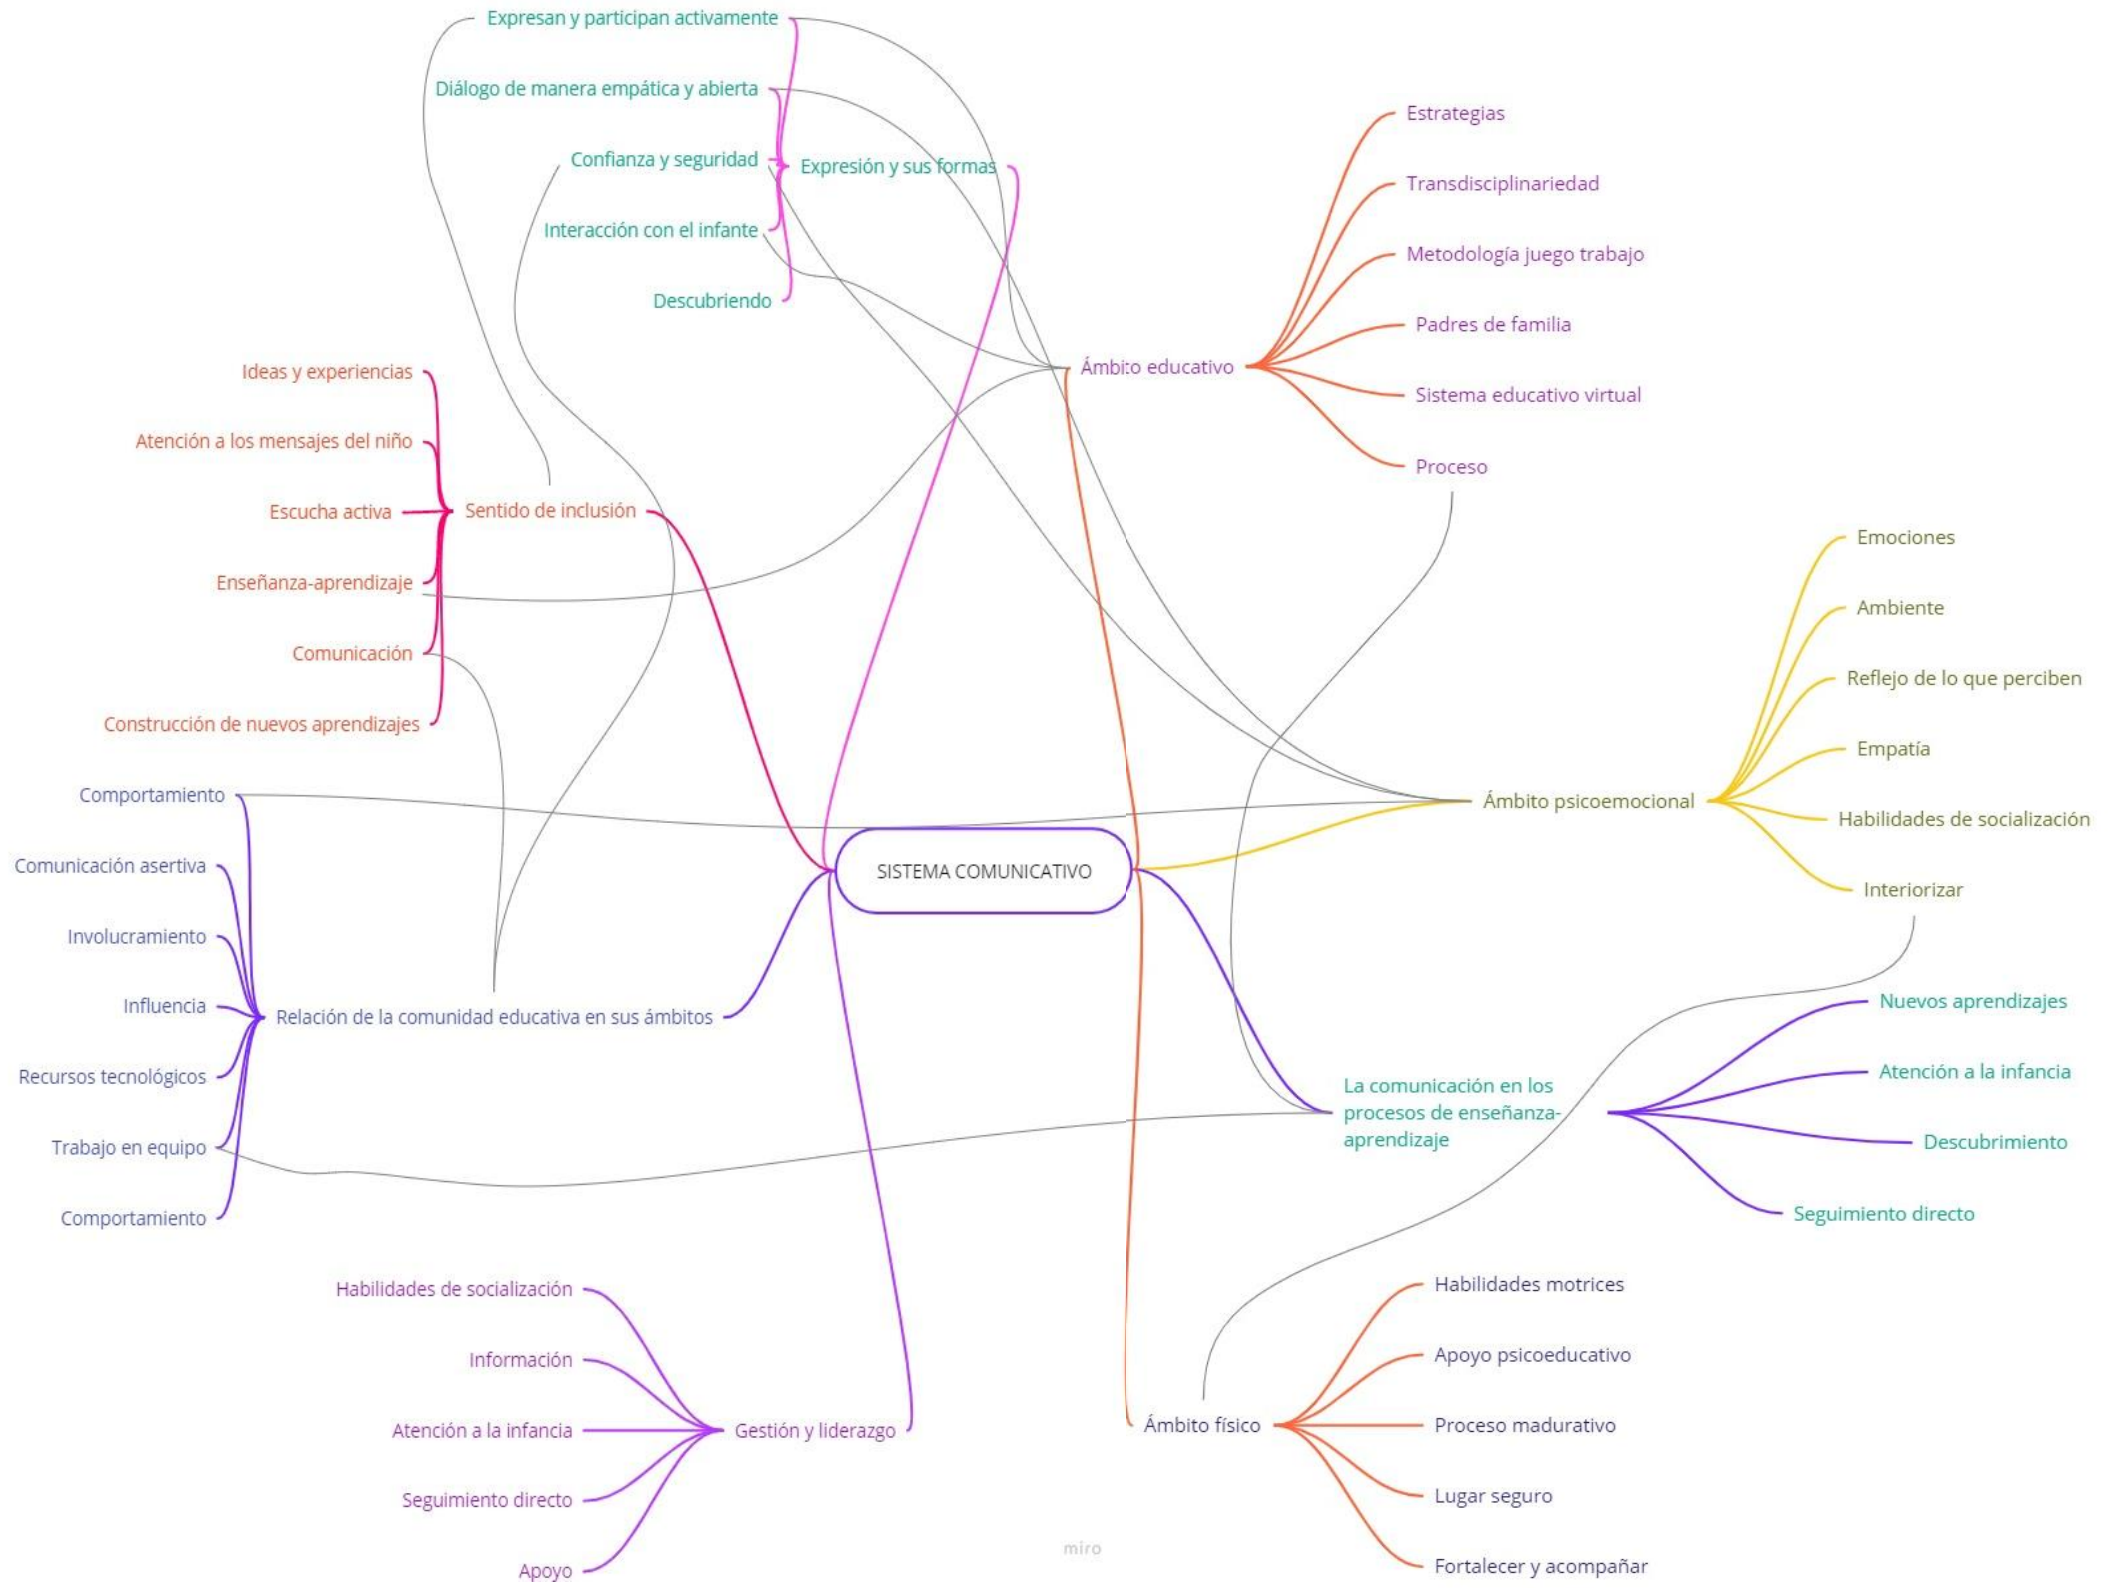 Expresan y participan activamente
Diálogo de manera empática y abierta
Confianza y seguridad
Interacción con el infante
Descubriendo
Expresión y sus formas
Ideas y experiencias
Atención a los mensajes del niño
Escucha activa
Enseñanza-aprendizaje
Comunicación
Construcción de nuevos aprendizajes
Sentido de inclusión
Comportamiento
Comunicación asertiva
Involucramiento
Influencia
Recursos tecnológicos
Trabajo en equipo
Comportamiento
Relación de la comunidad educativa en sus ámbitos
Habilidades de socialización
Información
Atención a la infancia
Seguimiento directo
Apoyo
Gestión y liderazgo
SISTEMA COMUNICATIVO
Ámbito educativo
Estrategias
Transdisciplinariedad
Metodología juego trabajo
Padres de familia
Sistema educativo virtual
Proceso
Ámbito psicoemocional
Emociones
Ambiente
Reflejo de lo que perciben
Empatía
Habilidades de socialización
Interiorizar
La comunicación en los
procesos de enseñanza-
aprendizaje
Nuevos aprendizajes
Atención a la infancia
Descubrimiento
Seguimiento directo
Ámbito físico
Habilidades motrices
Apoyo psicoeducativo
Proceso madurativo
Lugar seguro
Fortalecer y acompañar
miro